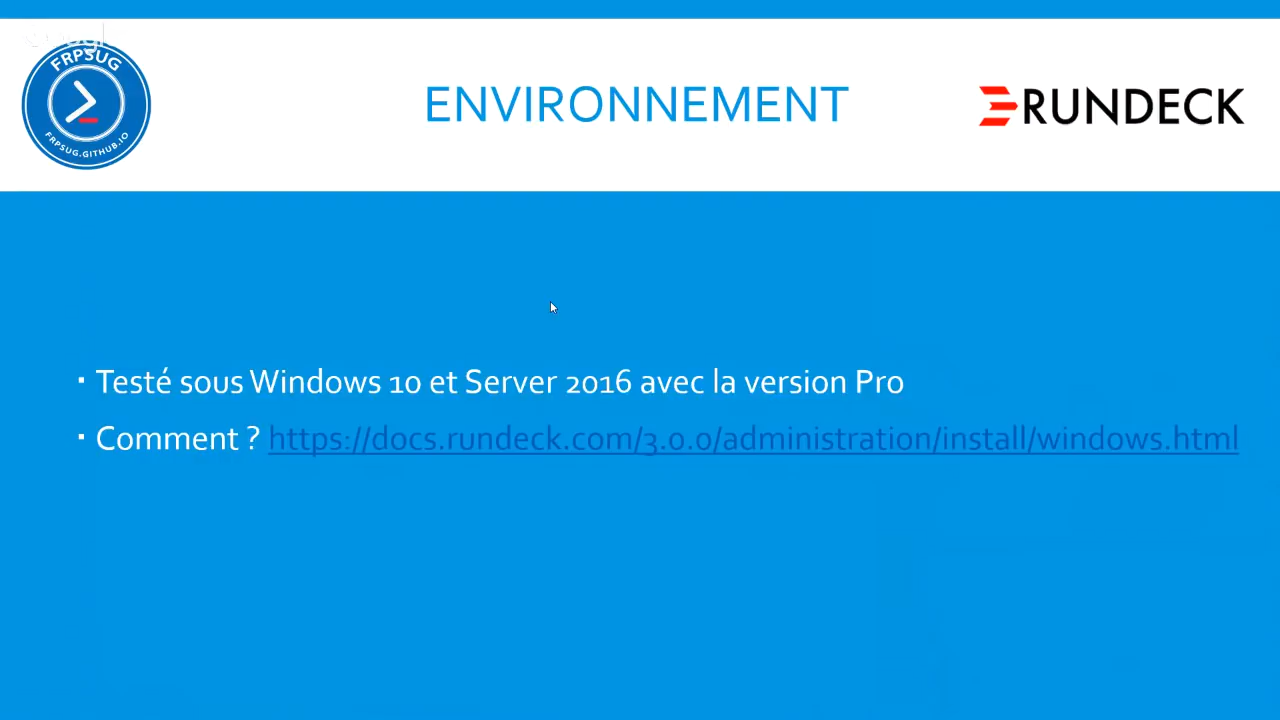 FRPSUG
FRPSUG.GITHUB.IO
ENVIRONNEMENT
RUNDECK
▪ Testé sous Windows 10 et Server 2016 avec la version Pro
▪ Comment ? https://docs.rundeck.com/3.0.0/administration/install/windows.html